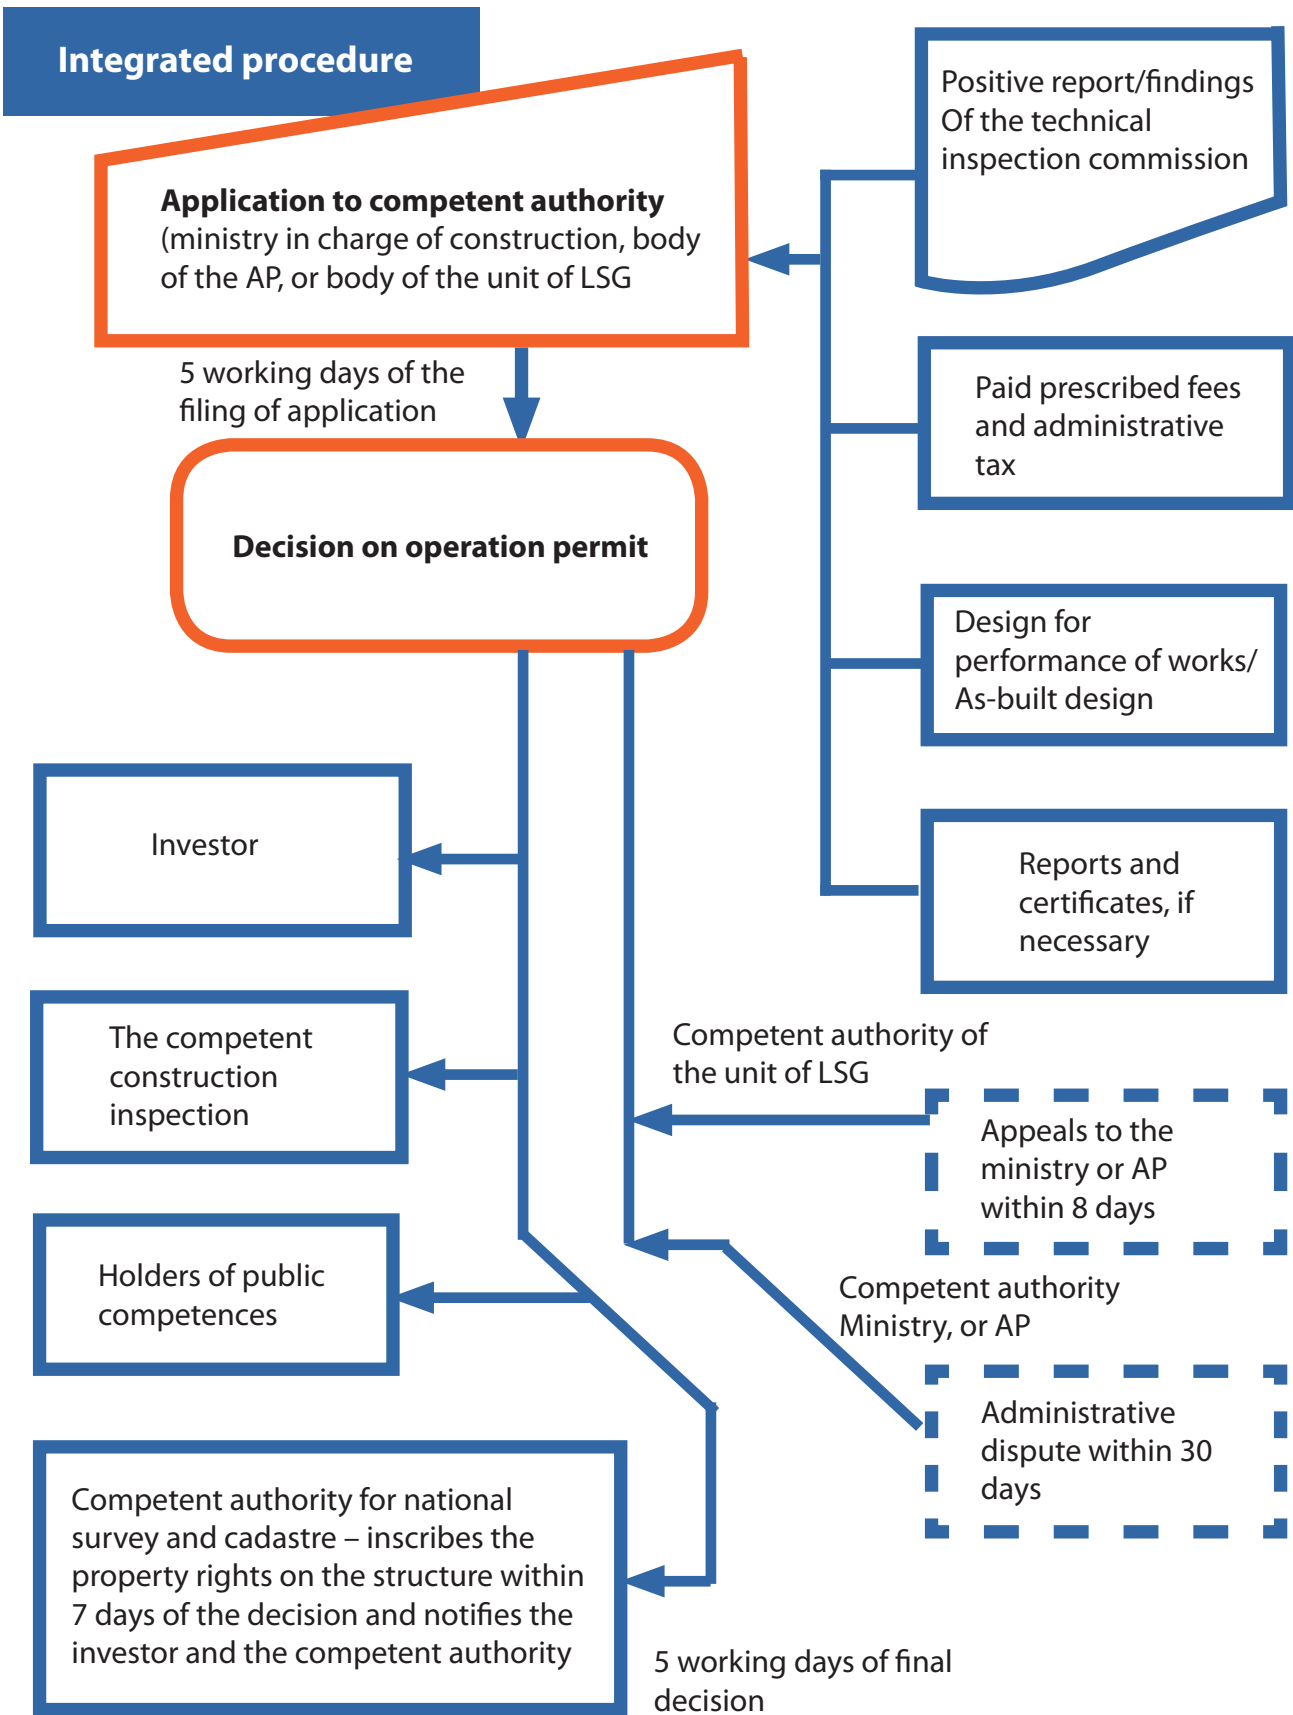 Integrated procedure
Application to competent authority
(ministry in charge of construction, body
of the AP, or body of the unit of LSG
Positive report/findings
Of the technical
inspection commission
5 working days of the
filing of application
Paid prescribed fees
and administrative
tax
Decision on operation permit
Design for
performance of works/
As-built design
Investor
Reports and
certificates, if
necessary
The competent
construction
inspection
Competent authority of
the unit of LSG
Appeals to the
ministry or AP
within 8 days
Holders of public
competences
Competent authority
Ministry, or AP
Administrative
dispute within 30
days
Competent authority for national
survey and cadastre – inscribes the
property rights on the structure within
7 days of the decision and notifies the
investor and the competent authority
5 working days of final
decision